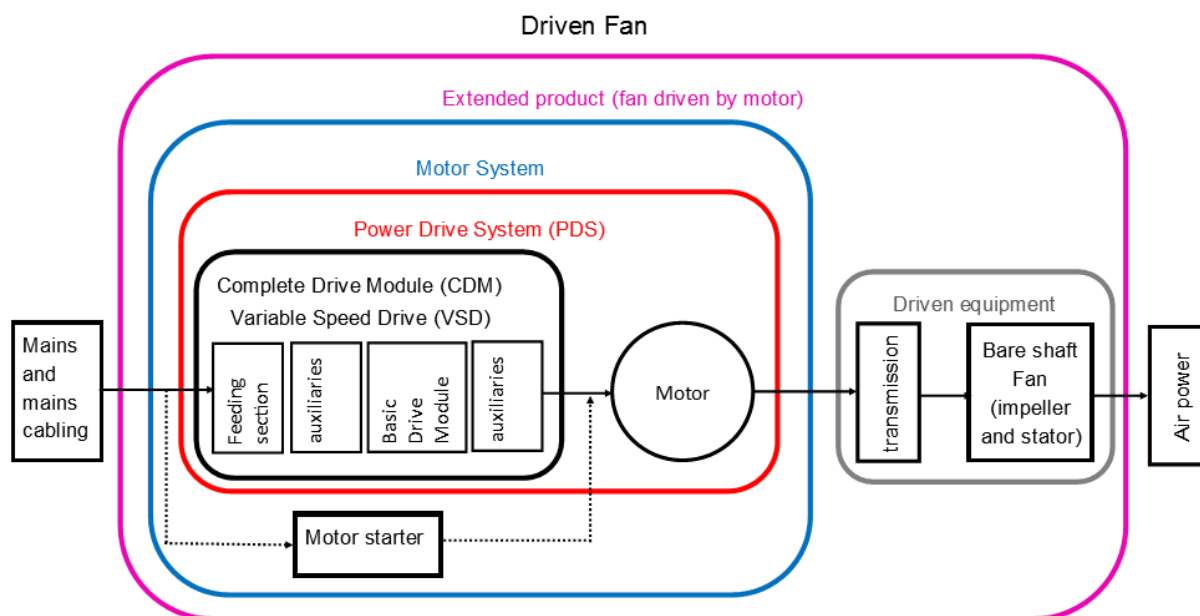 Driven Fan
Extended product (fan driven by motor)
Motor System
Power Drive System (PDS)
Complete Drive Module (CDM)
Variable Speed Drive (VSD)
Mains
and
mains
cabling
Feeding
section
auxiliaries
Basic
Drive
Module
auxiliaries
Motor
Motor starter
Driven equipment
transmission
Bare shaft
Fan
(impeller
and stator)
Air power